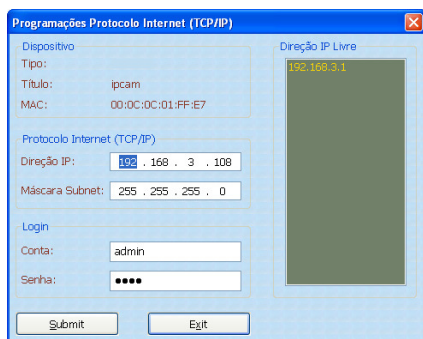 Programações Protocolo Internet (TCP/IP)
Dispositivo
Tipo:
Título: ipcam
MAC: 00:0C:0C:01:FF:E7
Protocolo Internet (TCP/IP)
Direção IP: 192 . 168 . 3 . 108
Máscara Subnet: 255 . 255 . 255 . 0
Login
Conta: admin
Senha: ●●●●
Submit Exit
Direção IP Livre
192.168.3.1